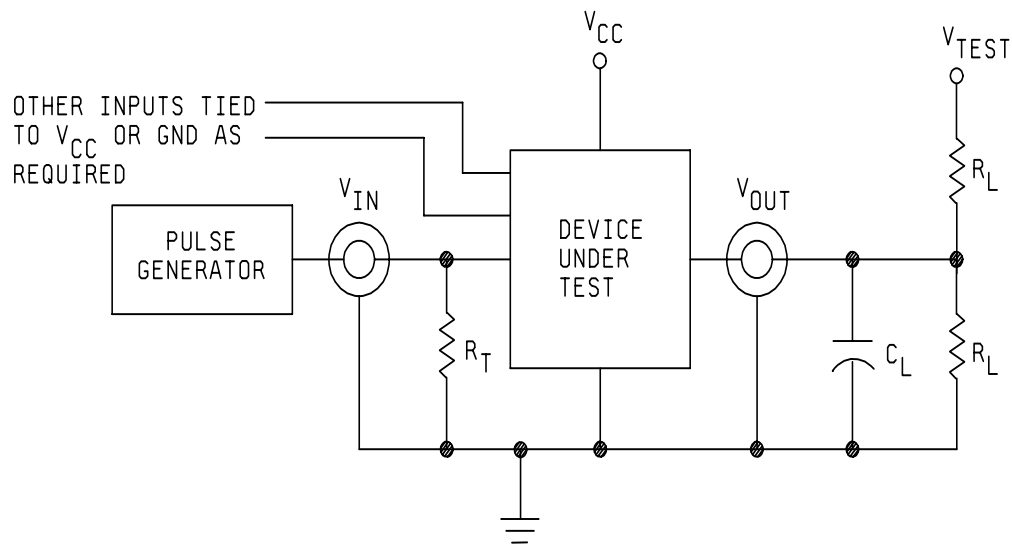 V_CC
V_TEST
OTHER INPUTS TIED
TO V_CC OR GND AS
REQUIRED
R_L
V_IN
V_OUT
PULSE
GENERATOR
DEVICE
UNDER
TEST
R_T
C_L
R_L